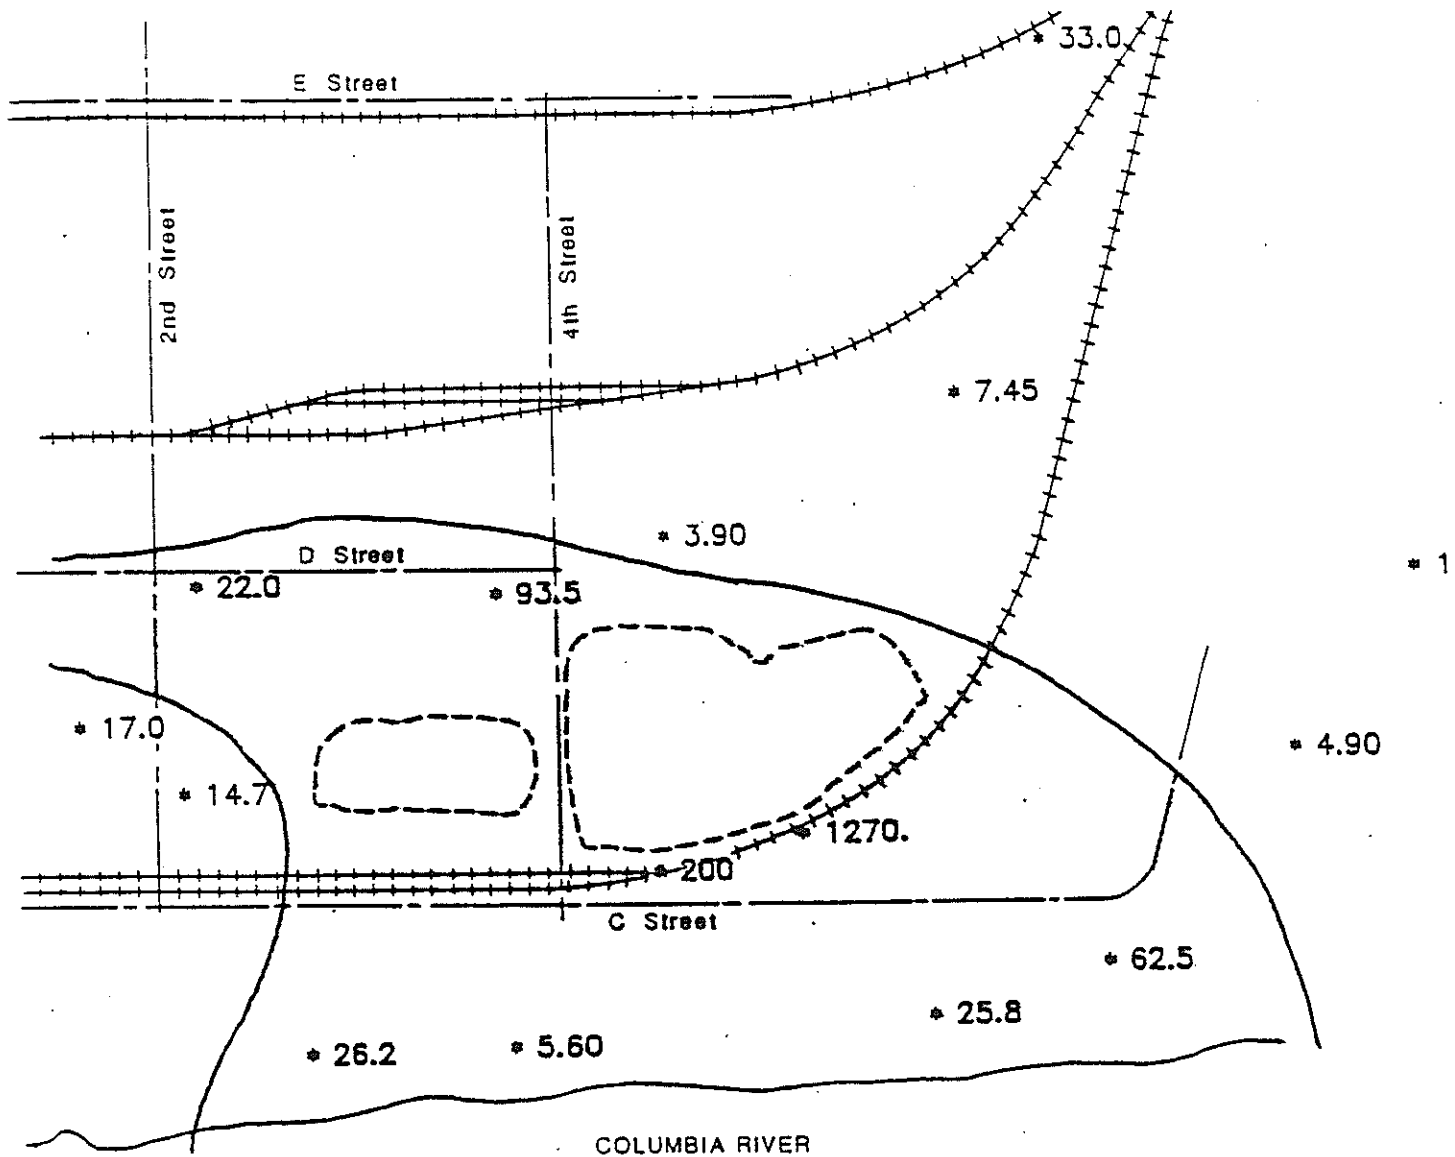 * 33.0
E Street
2nd Street
4th Street
* 7.45
* 3.90
D Street
* 1
* 22.0
* 93.5
* 17.0
* 4.90
* 14.7
* 1270.
* 200
C Street
* 62.5
* 25.8
* 26.2
* 5.60
COLUMBIA RIVER